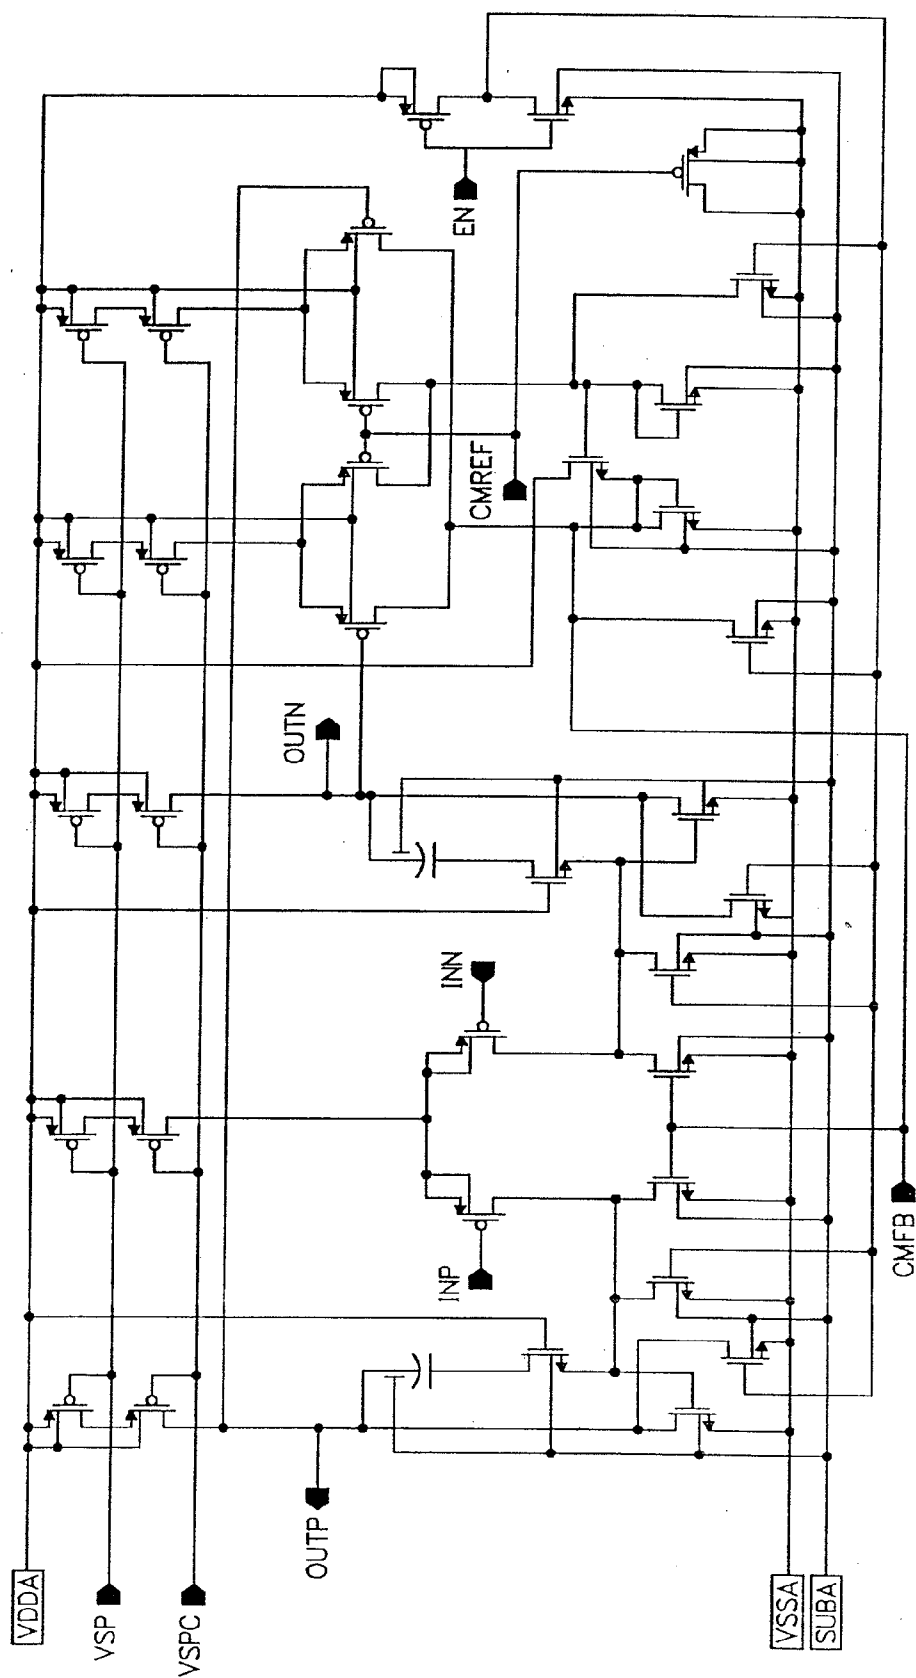 VDDA
VSP
VSPC
OUTP
INP
INN
OUTN
CMREF
EN
CMFB
VSSA
SUBA